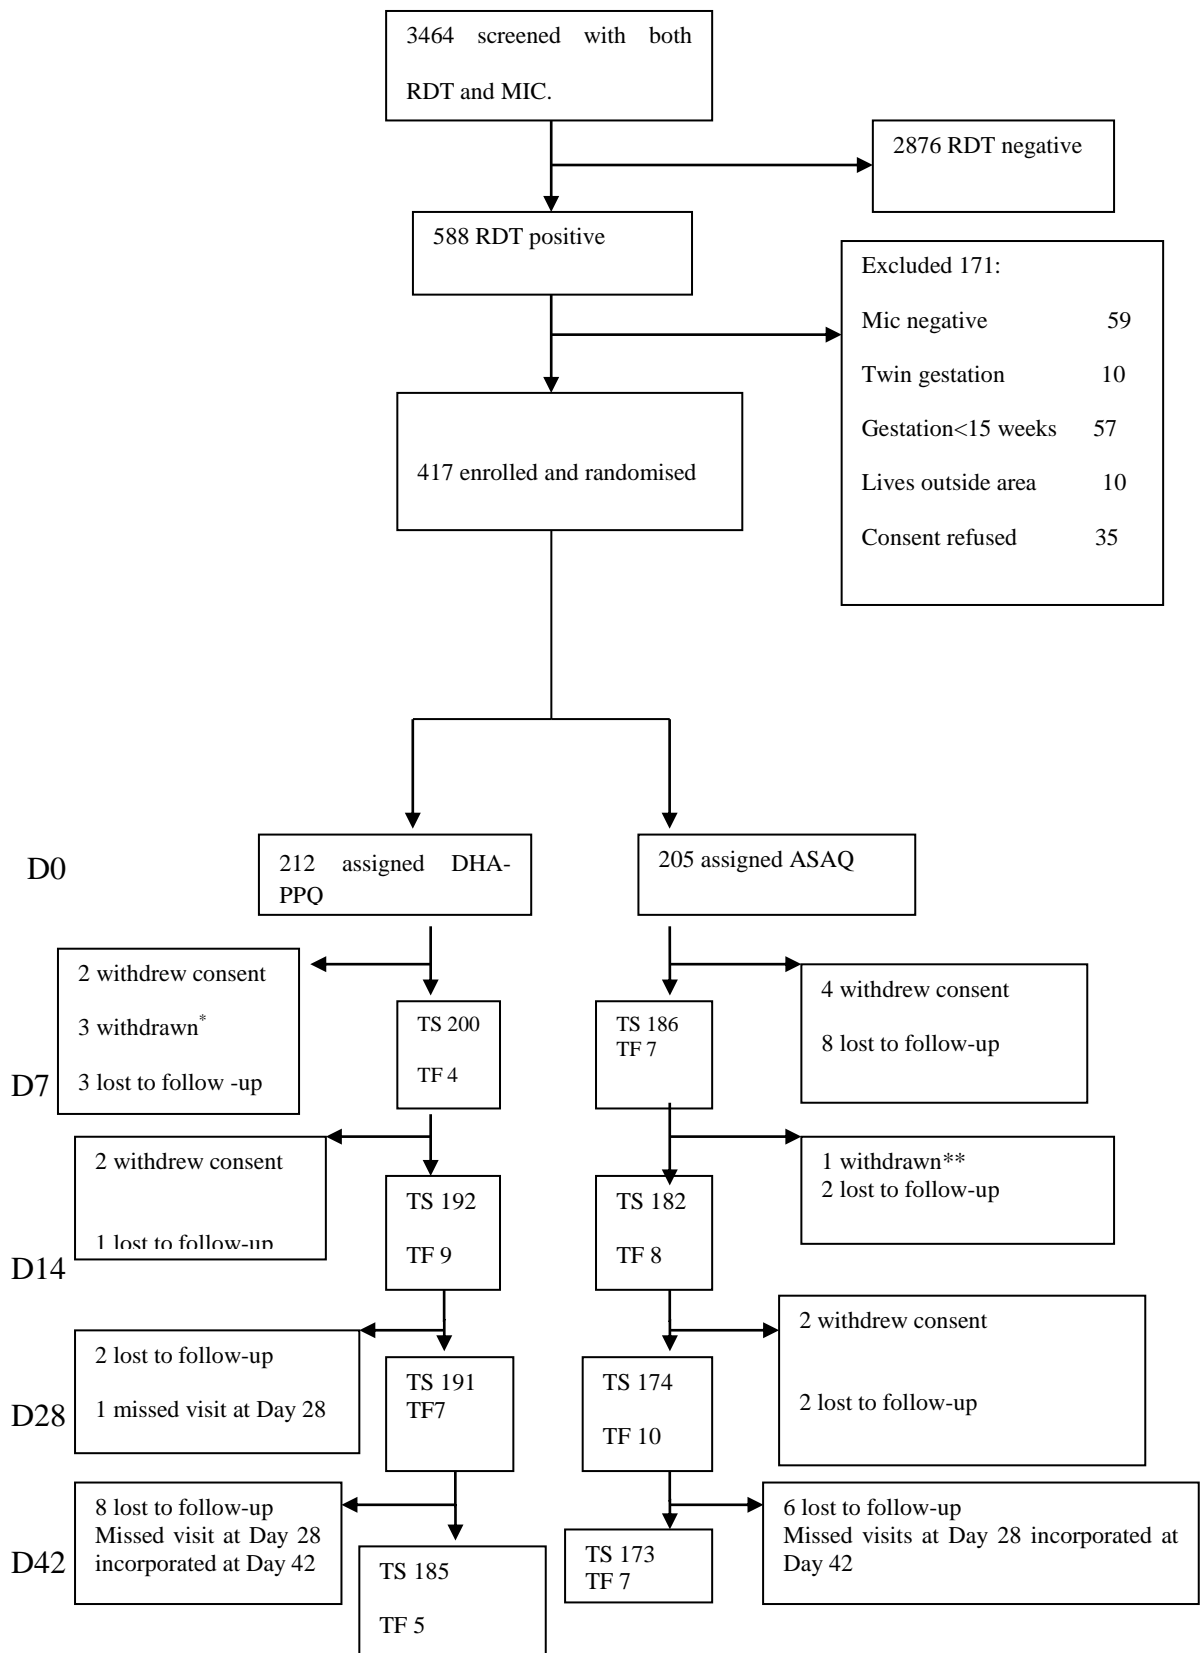 3464 screened with both
RDT and MIC.
2876 RDT negative
588 RDT positive
Excluded 171:
Mic negative 59
Twin gestation 10
Gestation<15 weeks 57
Lives outside area 10
Consent refused 35
417 enrolled and randomised
D0
212 assigned DHA-
PPQ
205 assigned ASAQ
2 withdrew consent
3 withdrawn*
3 lost to follow -up
TS 200
TF 4
TS 186
TF 7
4 withdrew consent
8 lost to follow-up
D7
2 withdrew consent
1 lost to follow-up
TS 192
TF 9
TS 182
TF 8
1 withdrawn**
2 lost to follow-up
D14
2 lost to follow-up
1 missed visit at Day 28
TS 191
TF7
TS 174
TF 10
2 withdrew consent
2 lost to follow-up
D28
8 lost to follow-up
Missed visit at Day 28
incorporated at Day 42
TS 185
TF 5
TS 173
TF 7
6 lost to follow-up
Missed visits at Day 28 incorporated at
Day 42
D42